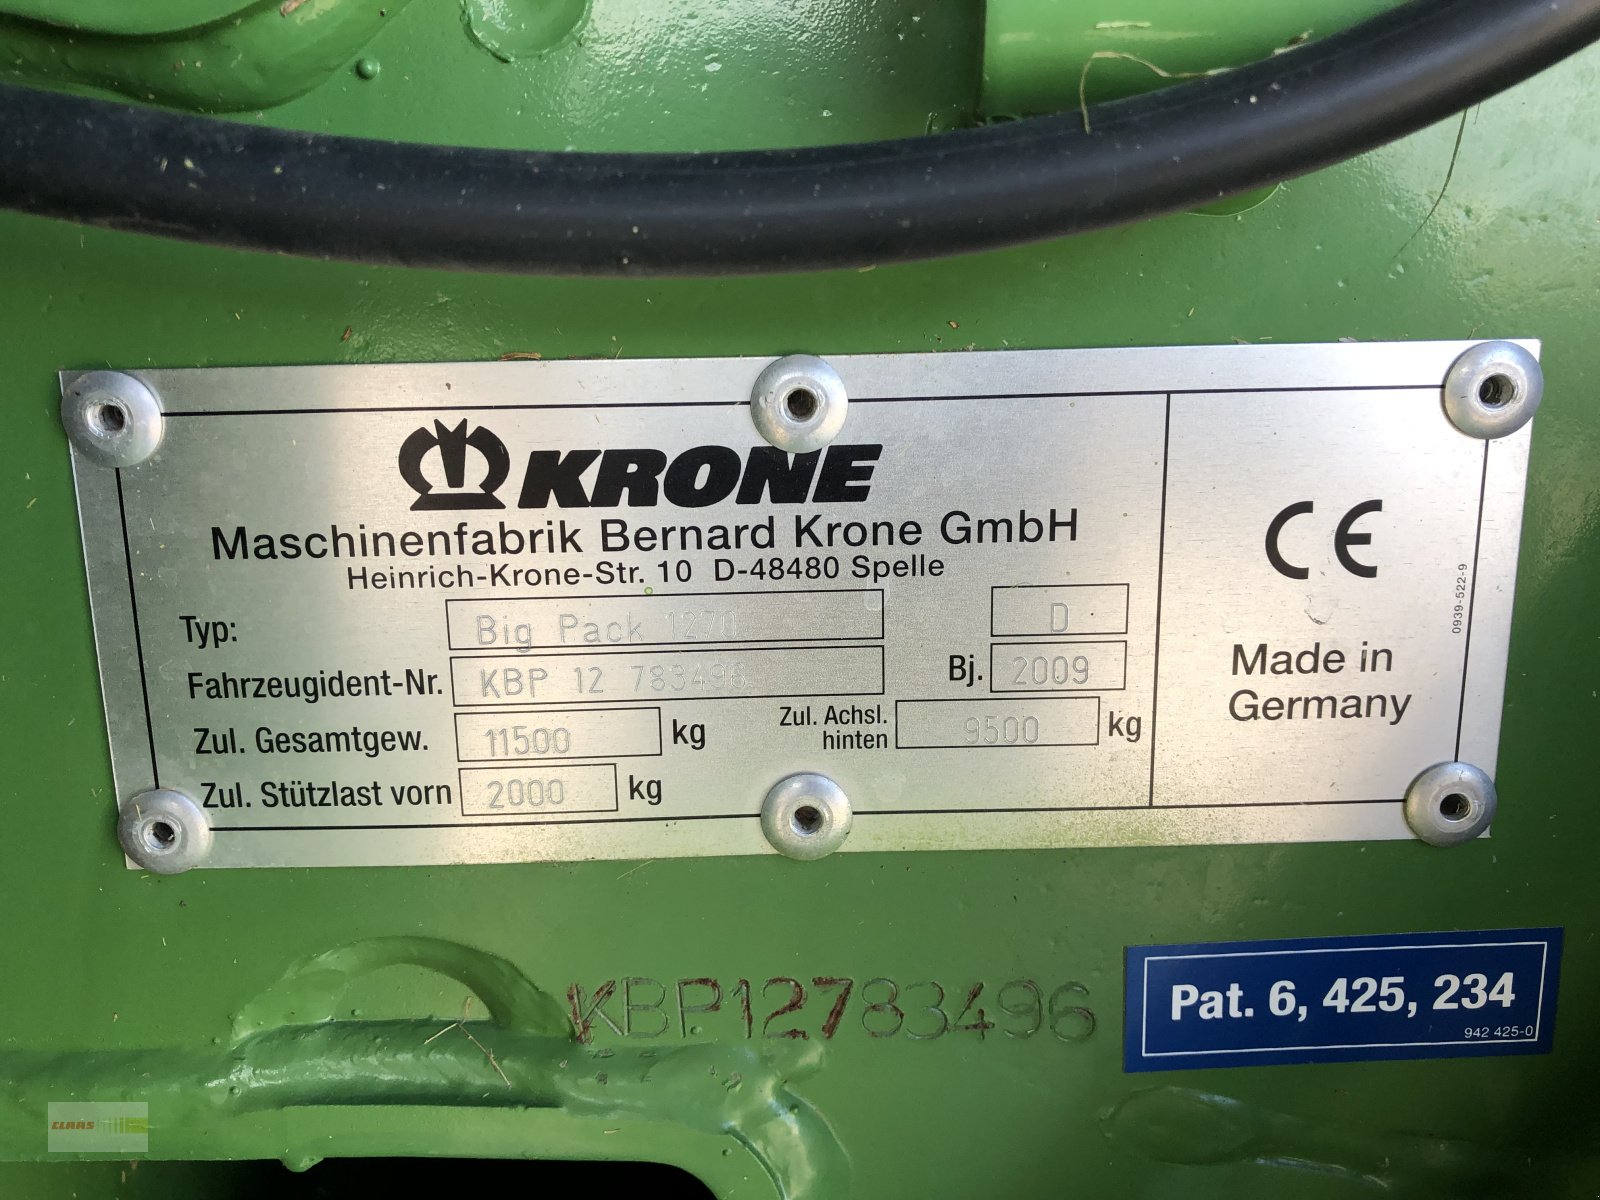 KRONE
Maschinenfabrik Bernard Krone GmbH
Heinrich-Krone-Str. 10 D-48480 Spelle
Typ: Big Pack 1270 D
Fahrzeugident-Nr. KBP 12 783496 Bj. 2009
Zul. Gesamtgew. 11500 kg Zul. Achsl. hinten 9500 kg
Zul. Stützlast vorn 2000 kg
CE
Made in
Germany
0939-522-9
KBP12783496
Pat. 6, 425, 234
942 425-0
CLAAS